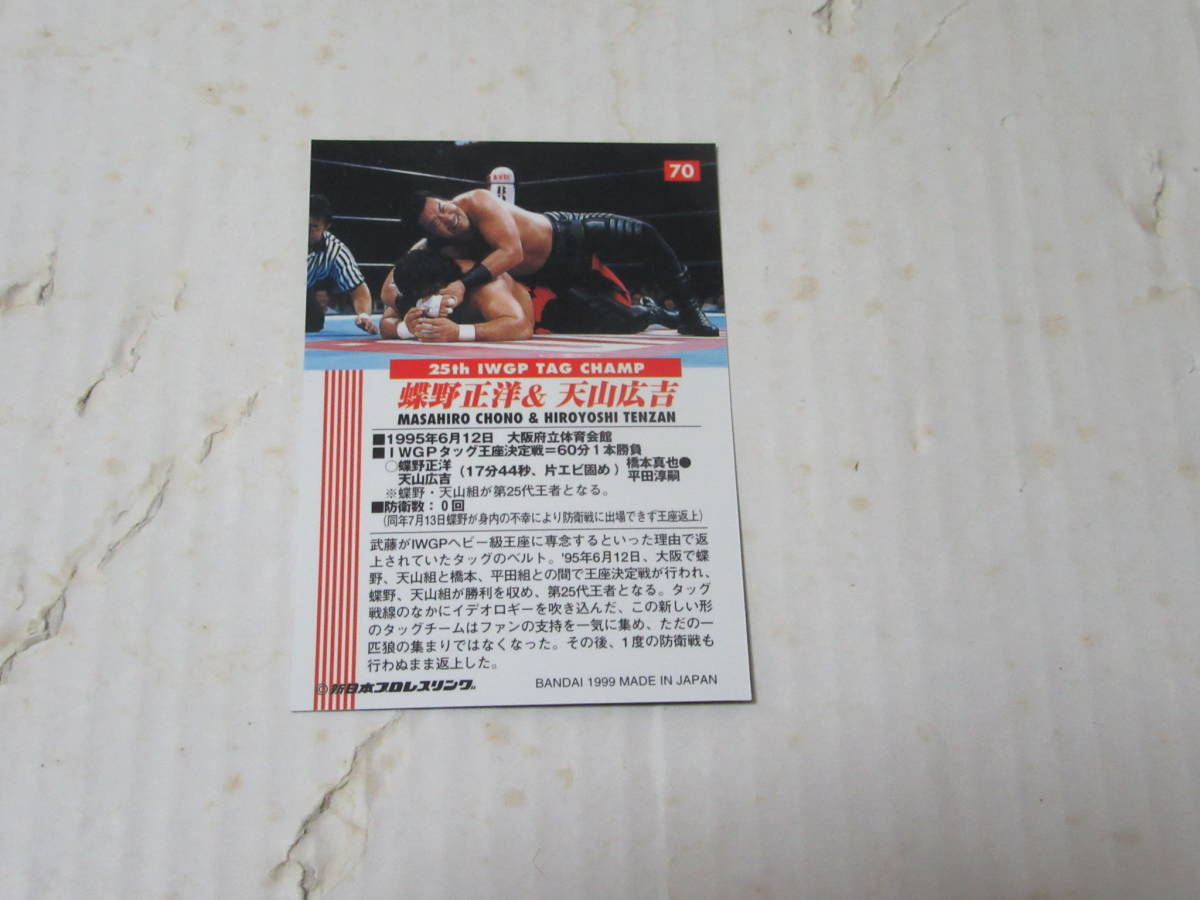 70
25th IWGP TAG CHAMP
蝶野正洋& 天山広吉
MASAHIRO CHONO & HIROYOSHI TENZAN
■1995年6月12日 大阪府立体育会館
■IWGPタッグ王座決定戦=60分1本勝負
○蝶野正洋 (17分44秒、片エビ固め) 橋本真也●
天山広吉 平田淳嗣
※蝶野・天山組が第25代王者となる。
■防衛数:0回
(同年7月13日蝶野が身内の不幸により防衛戦に出場できず王座返上)
武藤がIWGPヘビー級王座に専念するといった理由で返
上されていたタッグのベルト。'95年6月12日、大阪で蝶
野、天山組と橋本、平田組との間で王座決定戦が行われ、
蝶野、天山組が勝利を収め、第25代王者となる。タッグ
戦線のなかにイデオロギーを吹き込んだ、この新しい形
のタッグチームはファンの支持を一気に集め、ただの一
匹狼の集まりではなくなった。その後、1度の防衛戦も
行わぬまま返上した。
©新日本プロレスリング
BANDAI 1999 MADE IN JAPAN